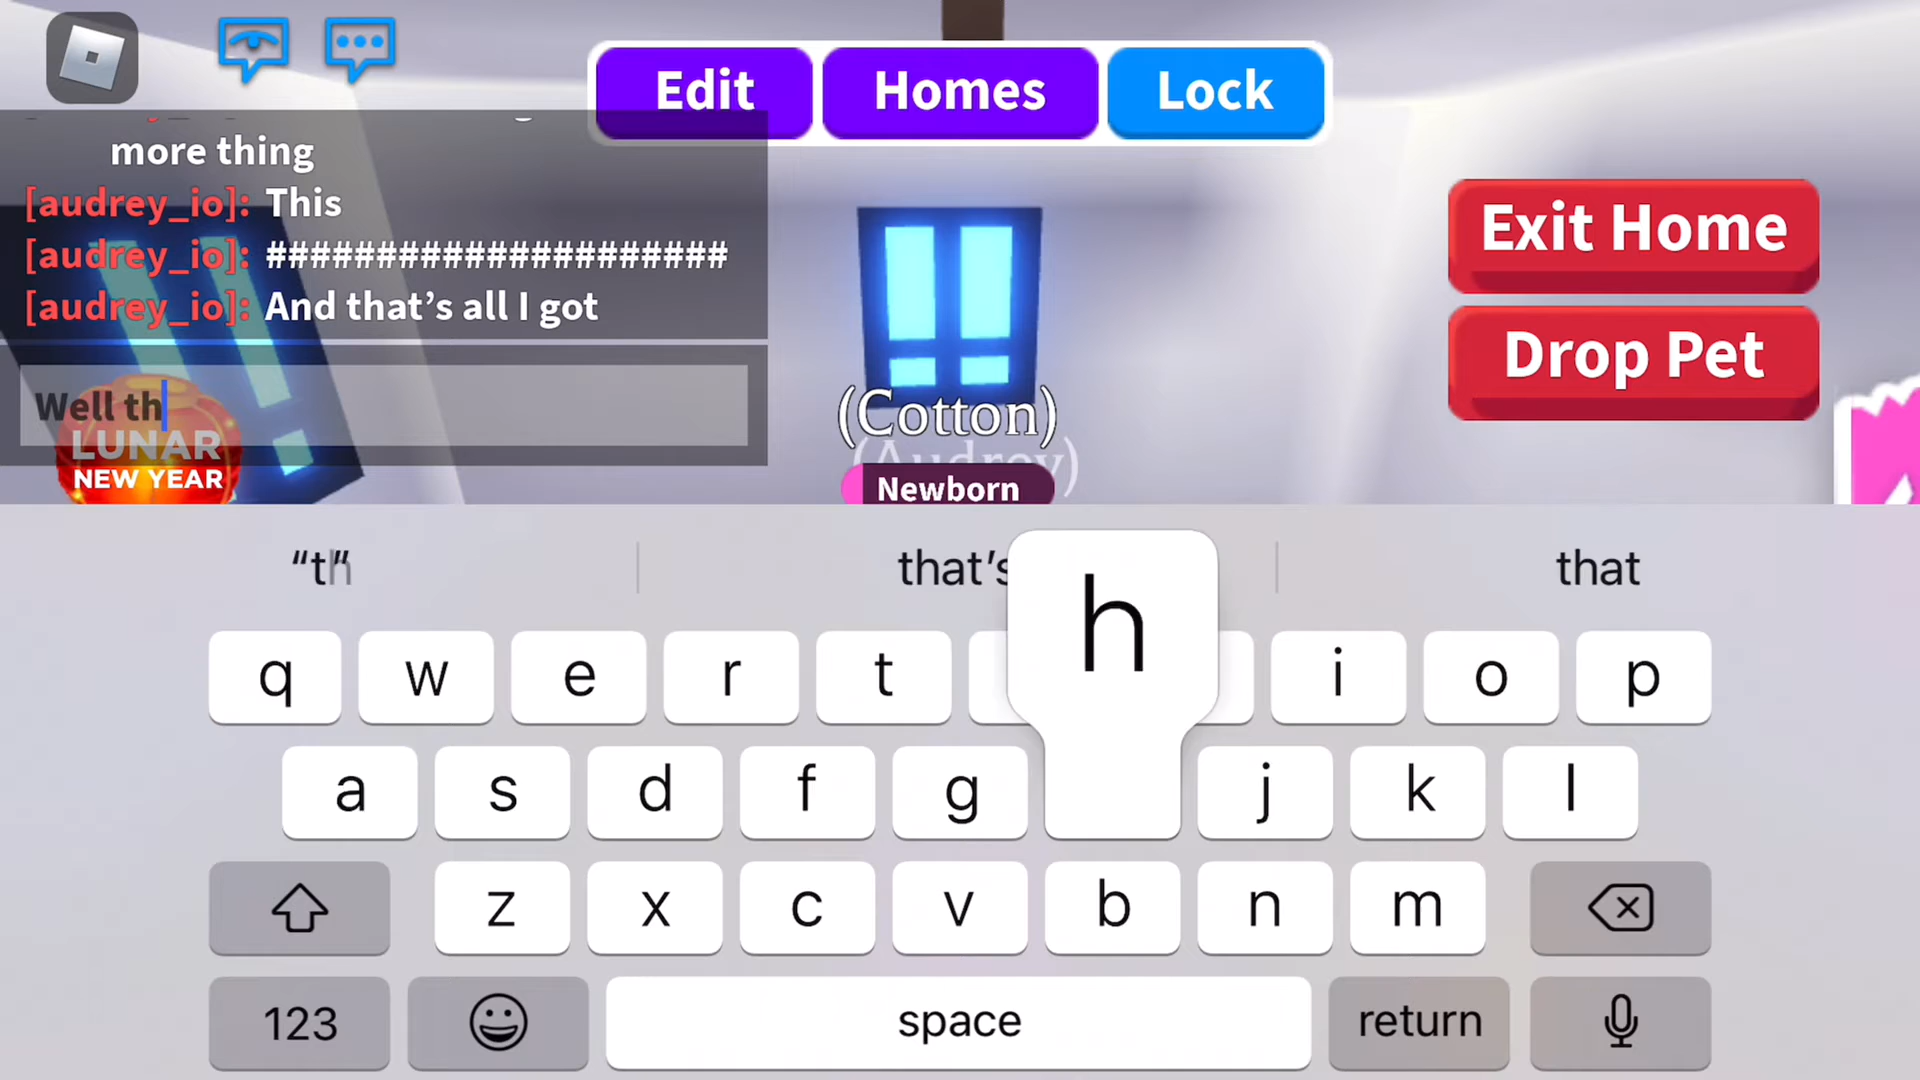 Edit
Homes
Lock
more thing
[audrey_io]: This
[audrey_io]: #####################
[audrey_io]: And that’s all I got
Well th
LUNAR
NEW YEAR
Exit Home
Drop Pet
(Cotton)
(Audrey)
Newborn
“th”
that’s
that
h
q w e r t i o p
a s d f g j k l
z x c v b n m
123
space
return